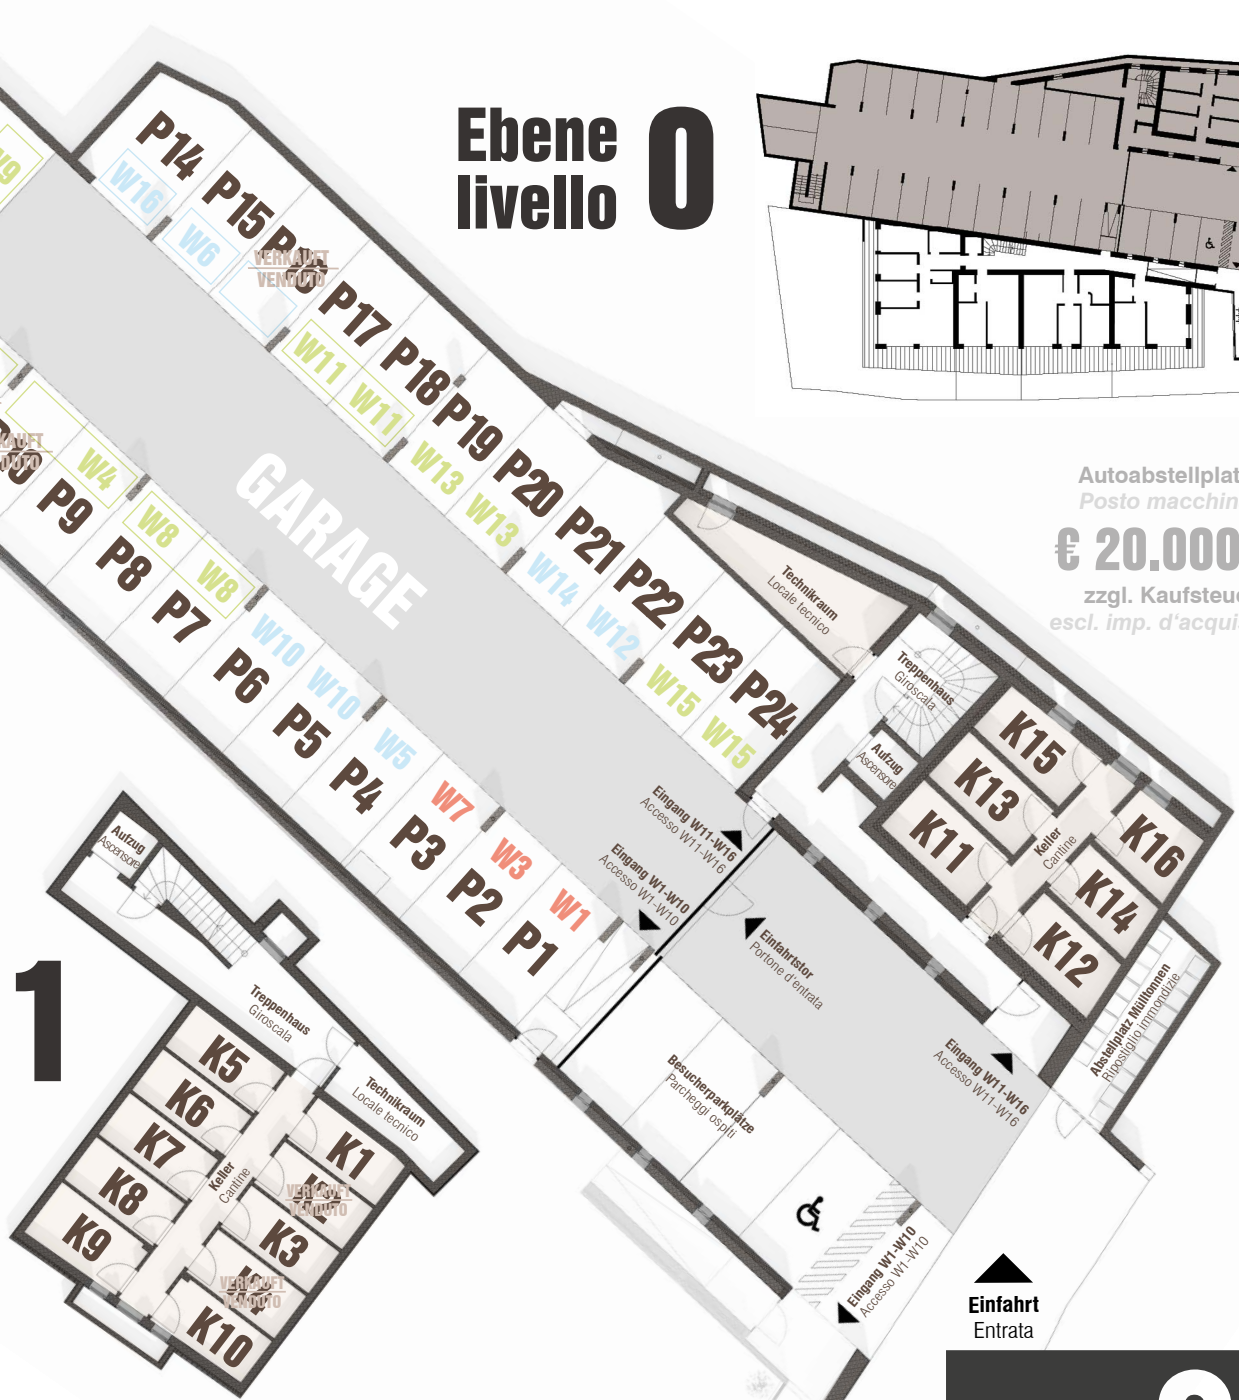 Ebene
livello
0
P14
P15
P16
VERKAUFT
VENDUTO
P17
P18
P19
P20
P21
P22
P23
P24
W9
W16
W6
W11
W11
W13
W13
W14
W12
W15
W15
GARAGE
W4
W8
W8
W10
W10
W5
W7
W3
W1
P9
P8
P7
P6
P5
P4
P3
P2
P1
Autoabstellplat
Posto macchin
€ 20.000
zzgl. Kaufsteue
escl. imp. d'acqui
Technikraum
Locale tecnico
Treppenhaus
Giroscala
Aufzug
Ascensore
K15
K13
K11
Keller
Cantine
K16
K14
K12
Eingang W11-W16
Accesso W11-W16
Eingang W1-W10
Accesso W1-W10
Einfahrtstor
Portone d'entrata
Eingang W11-W16
Accesso W11-W16
Abstellplatz Mülltonnen
Ripostiglio immondizie
Besucherparkplätze
Parcheggi ospiti
Eingang W1-W10
Accesso W1-W10
Einfahrt
Entrata
1
Aufzug
Ascensore
Treppenhaus
Giroscala
Technikraum
Locale tecnico
K5
K6
K7
K8
K9
Keller
Cantine
K1
K2
VERKAUFT
VENDUTO
K3
K4
VERKAUFT
VENDUTO
K10